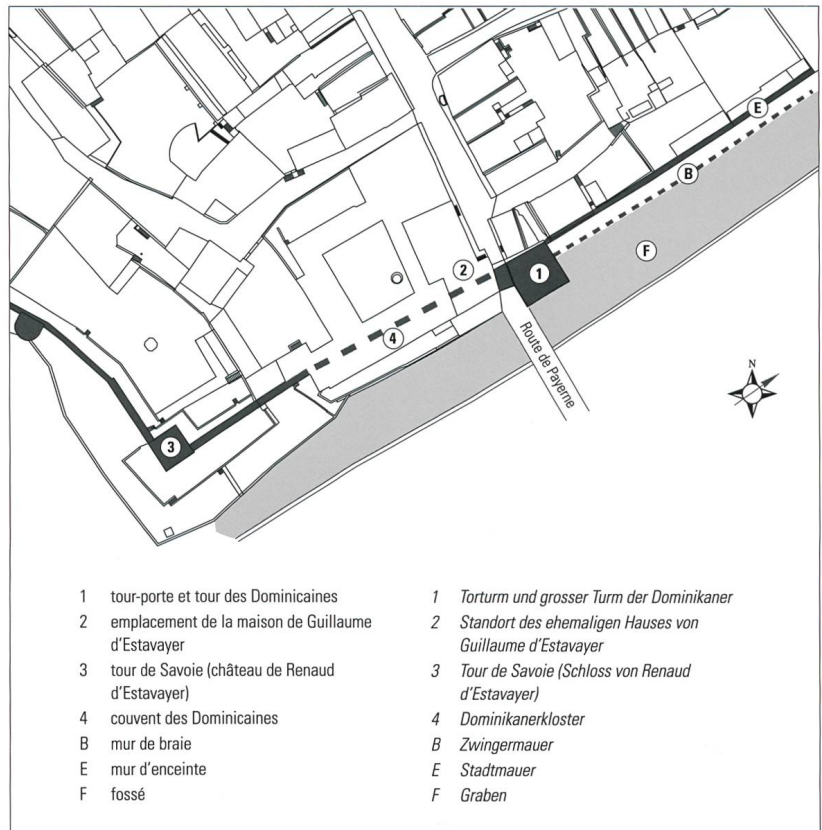 E
B
2
1
F
4
Route de Payerne
N
3
1 tour-porte et tour des Dominicaines
2 emplacement de la maison de Guillaume
d'Estavayer
3 tour de Savoie (château de Renaud
d'Estavayer)
4 couvent des Dominicaines
B mur de braie
E mur d'enceinte
F fossé
1 Torturm und grosser Turm der Dominikaner
2 Standort des ehemaligen Hauses von
Guillaume d'Estavayer
3 Tour de Savoie (Schloss von Renaud
d'Estavayer)
4 Dominikanerkloster
B Zwingermauer
E Stadtmauer
F Graben